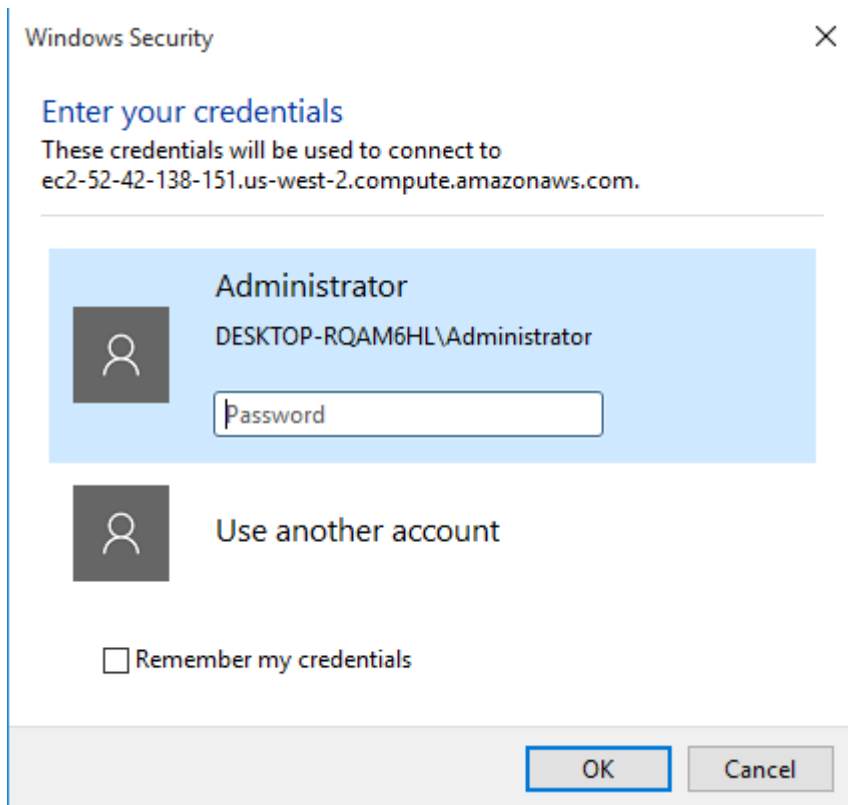 Windows Security
Enter your credentials
These credentials will be used to connect to
ec2-52-42-138-151.us-west-2.compute.amazonaws.com.
Administrator
DESKTOP-RQAM6HL\Administrator
Password
Use another account
Remember my credentials
OK
Cancel